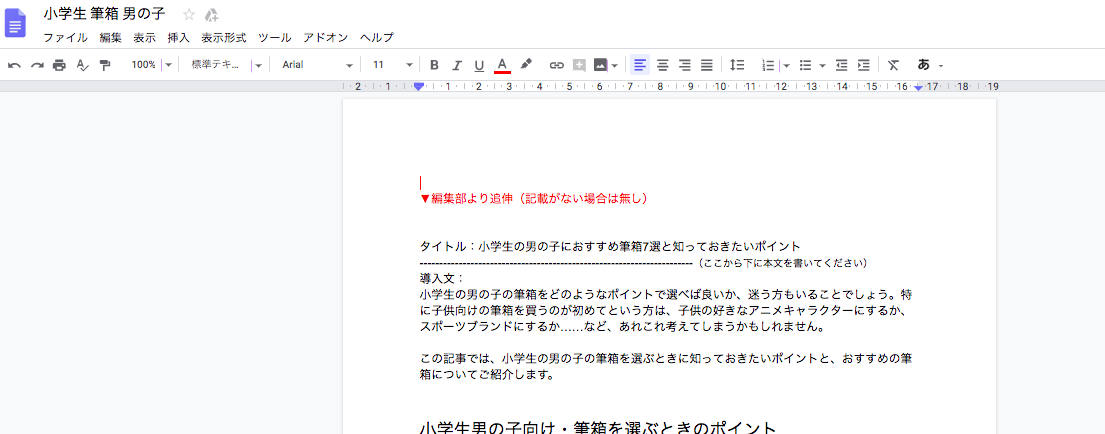 小学生 筆箱 男の子
ファイル 編集 表示 挿入 表示形式 ツール アドオン ヘルプ
100% 標準テキ... Arial 11 B I U A あ
2 1 1 2 3 4 5 6 7 8 9 10 11 12 13 14 15 16 17 18 19
▼編集部より追伸（記載がない場合は無し）
タイトル：小学生の男の子におすすめ筆箱7選と知っておきたいポイント
----------------------------------------------------------------------（ここから下に本文を書いてください）
導入文：
小学生の男の子の筆箱をどのようなポイントで選べば良いか、迷う方もいることでしょう。特
に子供向けの筆箱を買うのが初めてという方は、子供の好きなアニメキャラクターにするか、
スポーツブランドにするか……など、あれこれ考えてしまうかもしれません。
この記事では、小学生の男の子の筆箱を選ぶときに知っておきたいポイントと、おすすめの筆
箱についてご紹介します。
小学生男の子向け・筆箱を選ぶときのポイント